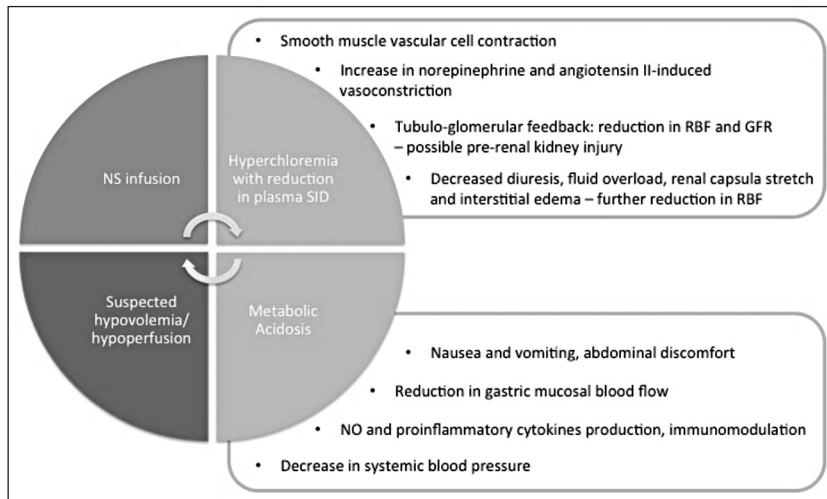 • Smooth muscle vascular cell contraction
• Increase in norepinephrine and angiotensin II-induced
vasoconstriction
• Tubulo-glomerular feedback: reduction in RBF and GFR
– possible pre-renal kidney injury
• Decreased diuresis, fluid overload, renal capsula stretch
and interstitial edema – further reduction in RBF
NS infusion
Hyperchloremia
with reduction
in plasma SID
Suspected
hypovolemia/
hypoperfusion
Metabolic
Acidosis
• Nausea and vomiting, abdominal discomfort
• Reduction in gastric mucosal blood flow
• NO and proinflammatory cytokines production, immunomodulation
• Decrease in systemic blood pressure